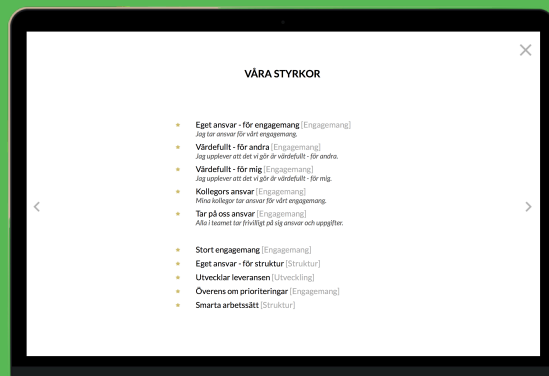 VÅRA STYRKOR
Eget ansvar - för engagemang [Engagemang]
Jag tar ansvar för vårt engagemang.
Värdefullt - för andra [Engagemang]
Jag upplever att det vi gör är värdefullt - för andra.
Värdefullt - för mig [Engagemang]
Jag upplever att det vi gör är värdefullt - för mig.
Kollegors ansvar [Engagemang]
Mina kollegor tar ansvar för vårt engagemang.
Tar på oss ansvar [Engagemang]
Alla i teamet tar frivilligt på sig ansvar och uppgifter.
Stort engagemang [Engagemang]
Eget ansvar - för struktur [Struktur]
Utvecklar leveransen [Utveckling]
Överens om prioriteringar [Engagemang]
Smarta arbetssätt [Struktur]